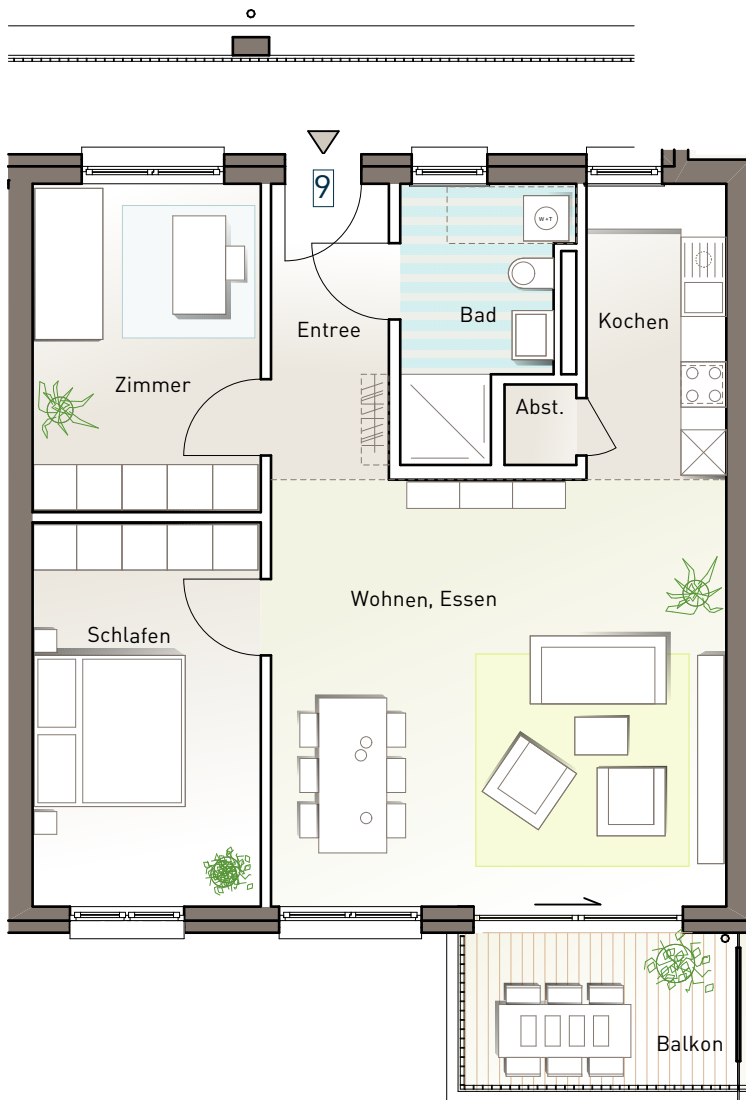 9
W+T
Bad
Kochen
Entree
Zimmer
Abst.
Wohnen, Essen
Schlafen
Balkon